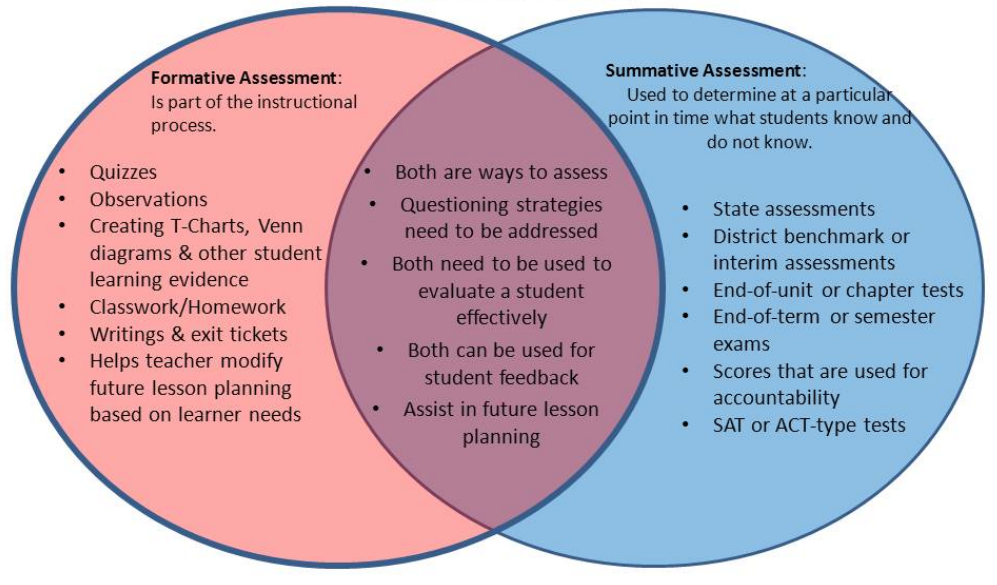 Formative Assessment:
Is part of the instructional
process.
• Quizzes
• Observations
• Creating T-Charts, Venn
diagrams & other student
learning evidence
• Classwork/Homework
• Writings & exit tickets
• Helps teacher modify
future lesson planning
based on learner needs
• Both are ways to assess
• Questioning strategies
need to be addressed
• Both need to be used to
evaluate a student
effectively
• Both can be used for
student feedback
• Assist in future lesson
planning
Summative Assessment:
Used to determine at a particular
point in time what students know and
do not know.
• State assessments
• District benchmark or
interim assessments
• End-of-unit or chapter tests
• End-of-term or semester
exams
• Scores that are used for
accountability
• SAT or ACT-type tests